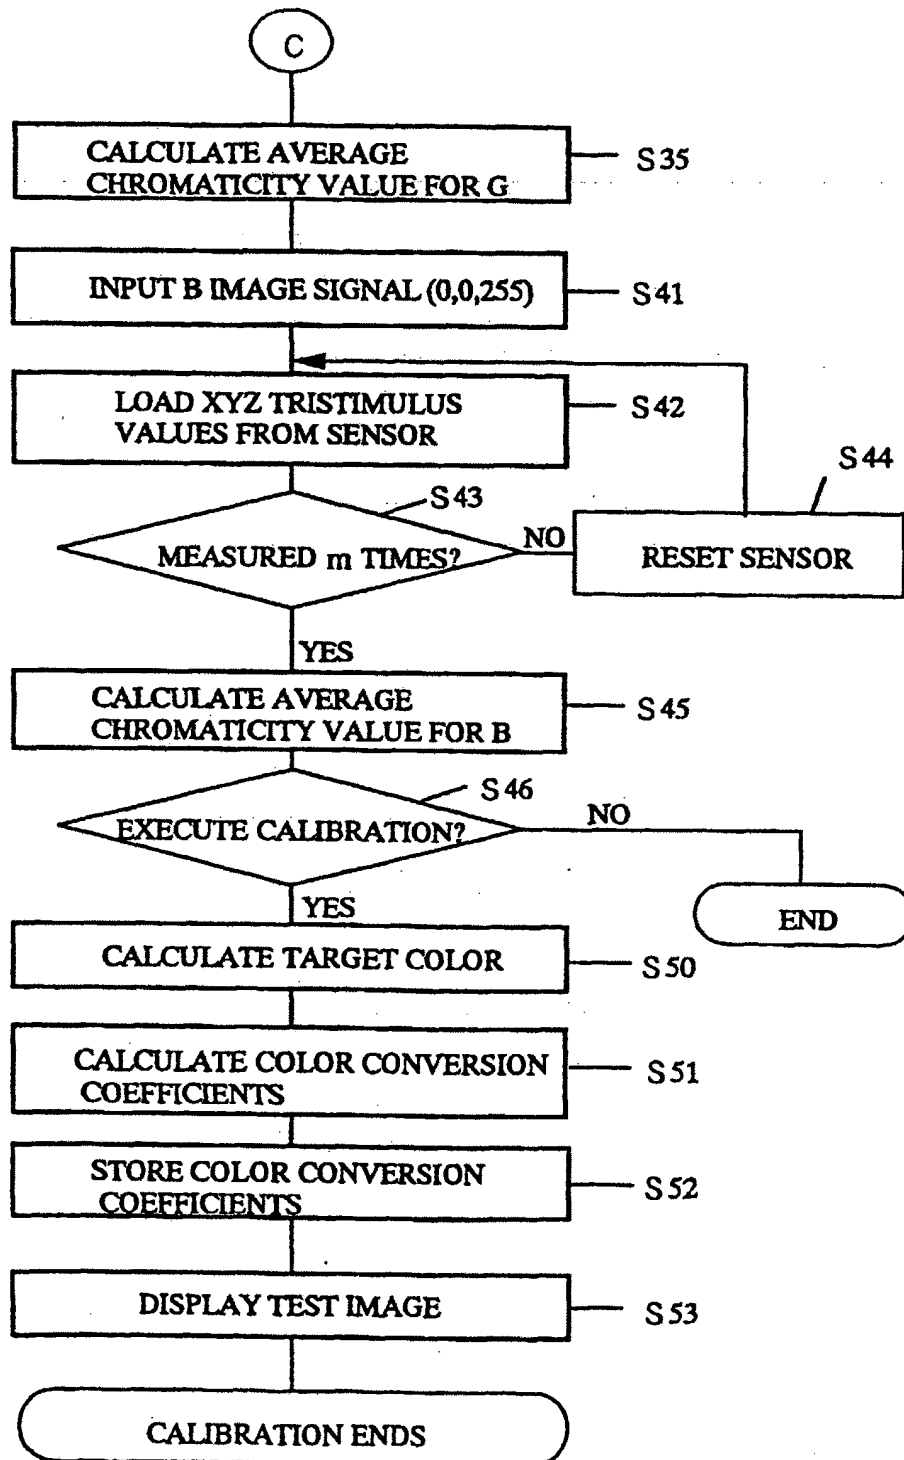 C
CALCULATE AVERAGE
CHROMATICITY VALUE FOR G
S35
INPUT B IMAGE SIGNAL (0,0,255)
S41
LOAD XYZ TRISTIMULUS
VALUES FROM SENSOR
S42
S44
S43
MEASURED m TIMES?
NO
RESET SENSOR
YES
CALCULATE AVERAGE
CHROMATICITY VALUE FOR B
S45
S46
EXECUTE CALIBRATION?
NO
YES
END
CALCULATE TARGET COLOR
S50
CALCULATE COLOR CONVERSION
COEFFICIENTS
S51
STORE COLOR CONVERSION
COEFFICIENTS
S52
DISPLAY TEST IMAGE
S53
CALIBRATION ENDS